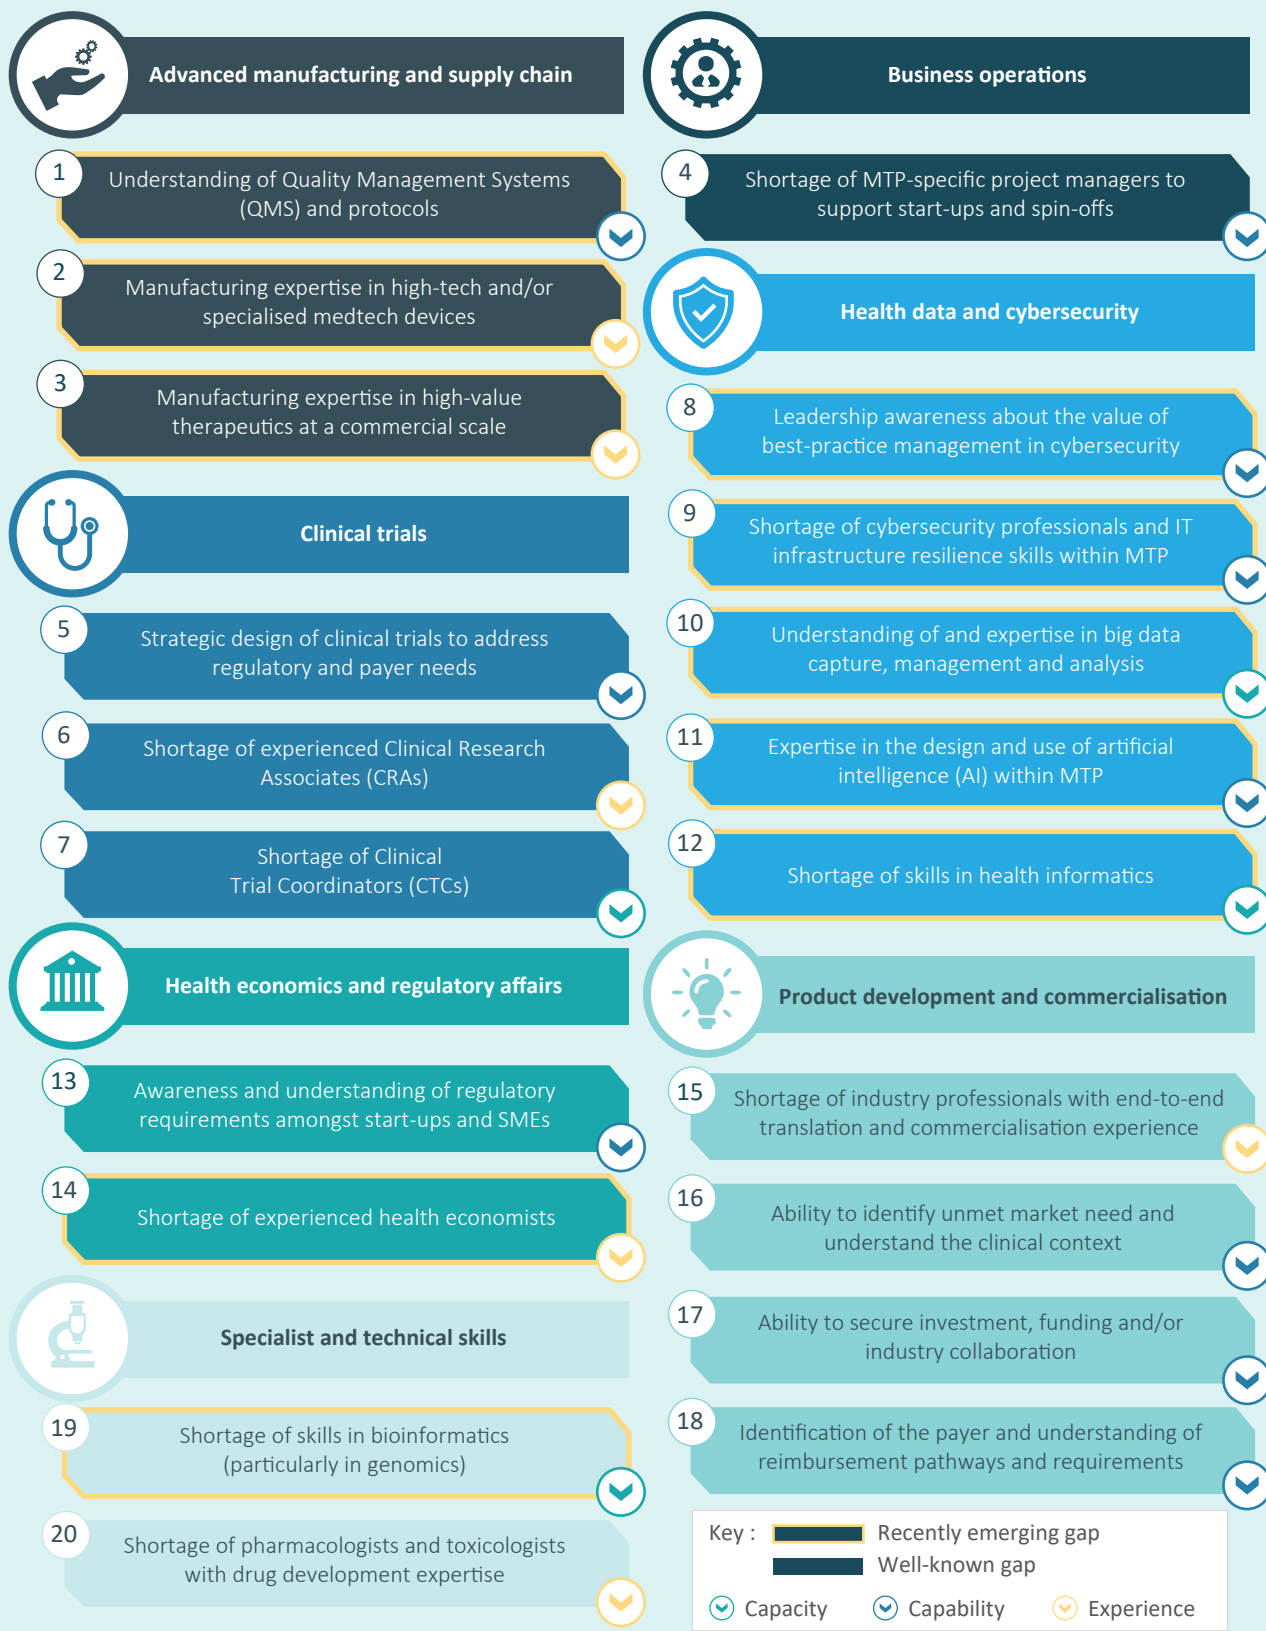 Advanced manufacturing and supply chain
1
Understanding of Quality Management Systems
(QMS) and protocols
2
Manufacturing expertise in high-tech and/or
specialised medtech devices
3
Manufacturing expertise in high-value
therapeutics at a commercial scale
Business operations
4
Shortage of MTP-specific project managers to
support start-ups and spin-offs
Clinical trials
5
Strategic design of clinical trials to address
regulatory and payer needs
6
Shortage of experienced Clinical Research
Associates (CRAs)
7
Shortage of Clinical
Trial Coordinators (CTCs)
Health data and cybersecurity
8
Leadership awareness about the value of
best-practice management in cybersecurity
9
Shortage of cybersecurity professionals and IT
infrastructure resilience skills within MTP
10
Understanding of and expertise in big data
capture, management and analysis
11
Expertise in the design and use of artificial
intelligence (AI) within MTP
12
Shortage of skills in health informatics
Health economics and regulatory affairs
13
Awareness and understanding of regulatory
requirements amongst start-ups and SMEs
14
Shortage of experienced health economists
Product development and commercialisation
15
Shortage of industry professionals with end-to-end
translation and commercialisation experience
16
Ability to identify unmet market need and
understand the clinical context
17
Ability to secure investment, funding and/or
industry collaboration
18
Identification of the payer and understanding of
reimbursement pathways and requirements
Specialist and technical skills
19
Shortage of skills in bioinformatics
(particularly in genomics)
20
Shortage of pharmacologists and toxicologists
with drug development expertise
Key : Recently emerging gap
Well-known gap
Capacity Capability Experience